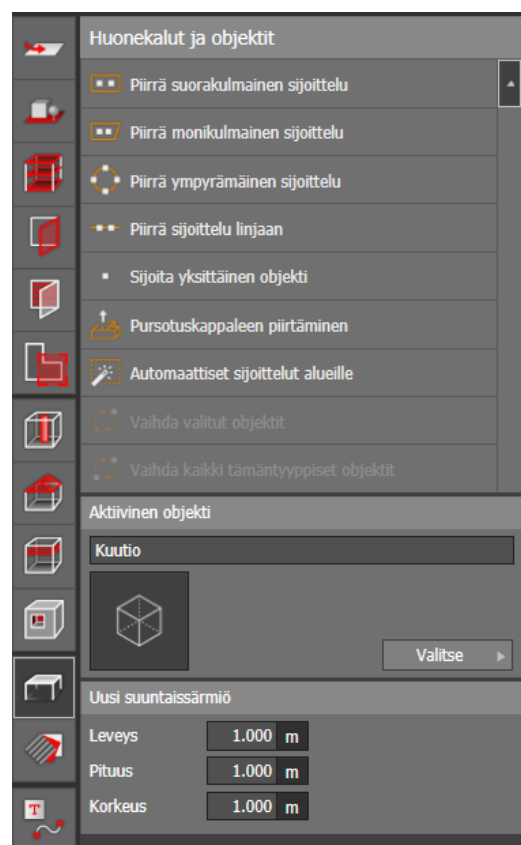 Huonekalut ja objektit
Piirrä suorakulmainen sijoittelu
Piirrä monikulmainen sijoittelu
Piirrä ympyrämäinen sijoittelu
Piirrä sijoittelu linjaan
Sijoita yksittäinen objekti
Pursotuskappaleen piirtäminen
Automaattiset sijoittelut alueille
Vaihda valitut objektit
Vaihda kaikki tämäntyyppiset objektit
Aktiivinen objekti
Kuutio
Valitse
Uusi suuntaissärmiö
Leveys 1.000 m
Pituus 1.000 m
Korkeus 1.000 m
T